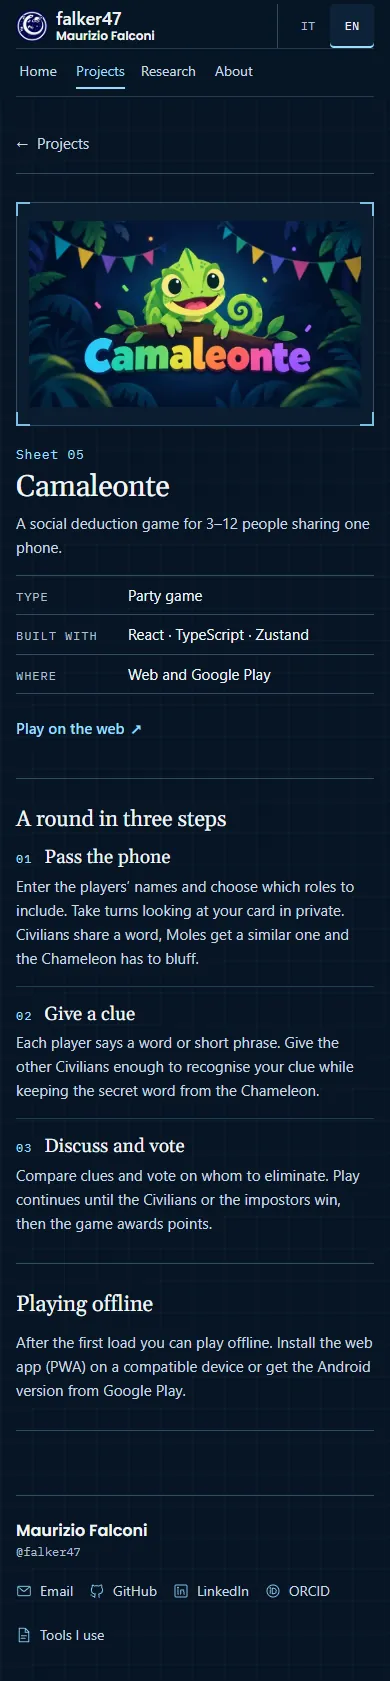 falker47
Maurizio Falconi
IT
EN
Home
Projects
Research
About
← Projects
Camaleonte
Sheet 05
Camaleonte
A social deduction game for 3–12 people sharing one
phone.
TYPE
Party game
BUILT WITH
React · TypeScript · Zustand
WHERE
Web and Google Play
Play on the web ↗
A round in three steps
01 Pass the phone
Enter the players’ names and choose which roles to
include. Take turns looking at your card in private.
Civilians share a word, Moles get a similar one and
the Chameleon has to bluff.
02 Give a clue
Each player says a word or short phrase. Give the
other Civilians enough to recognise your clue while
keeping the secret word from the Chameleon.
03 Discuss and vote
Compare clues and vote on whom to eliminate. Play
continues until the Civilians or the impostors win,
then the game awards points.
Playing offline
After the first load you can play offline. Install the web
app (PWA) on a compatible device or get the Android
version from Google Play.
Maurizio Falconi
@falker47
Email
GitHub
LinkedIn
ORCID
Tools I use